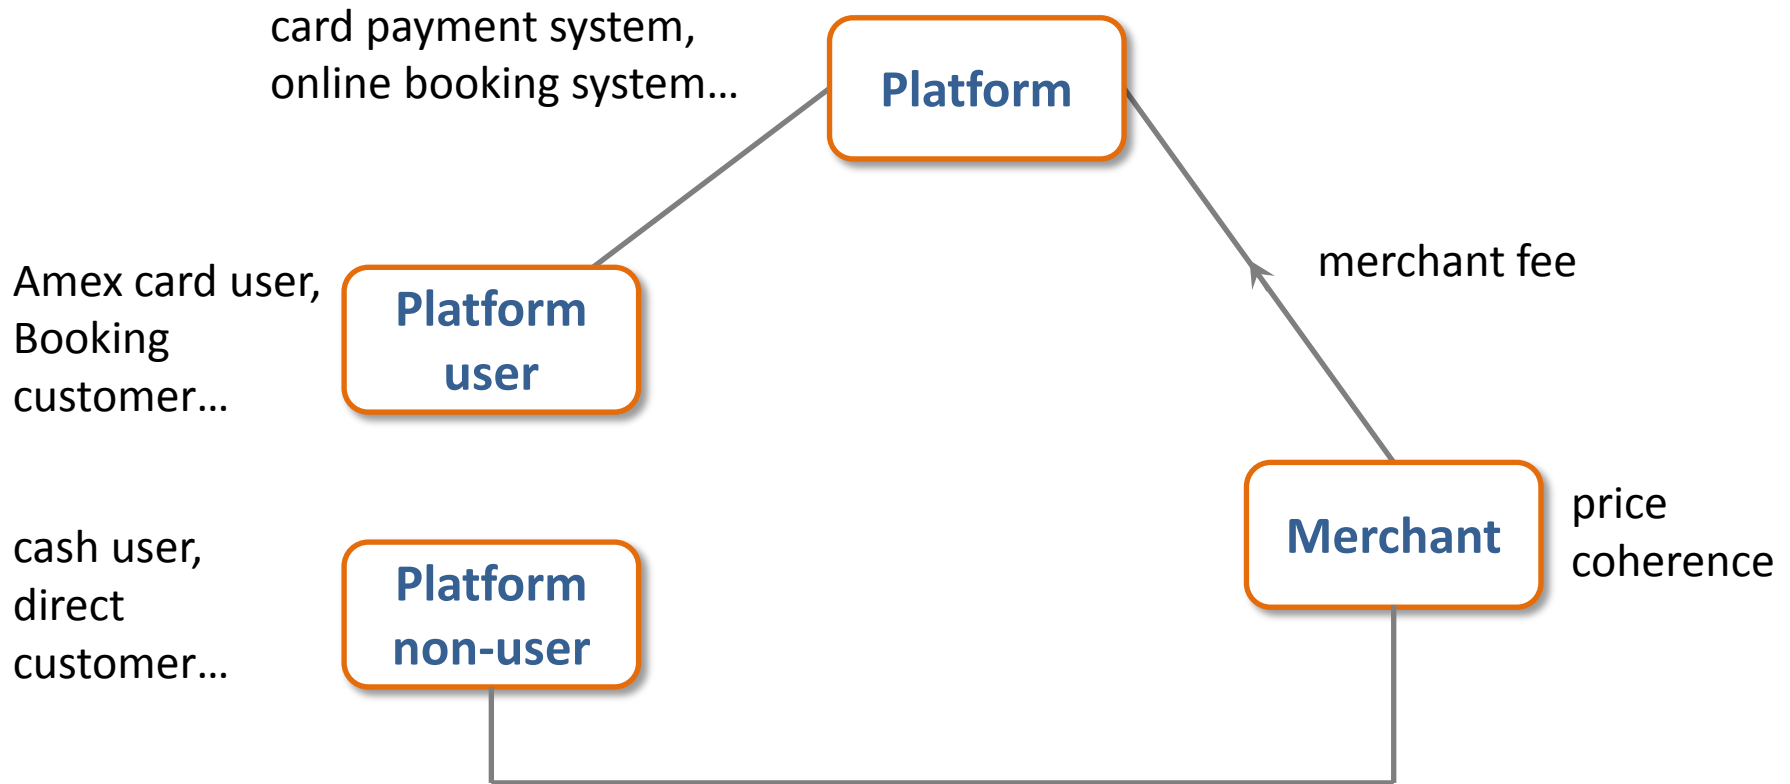 card payment system,
online booking system…
Platform
Amex card user,
Booking
customer…
Platform
user
merchant fee
cash user,
direct
customer…
Platform
non-user
Merchant
price
coherence